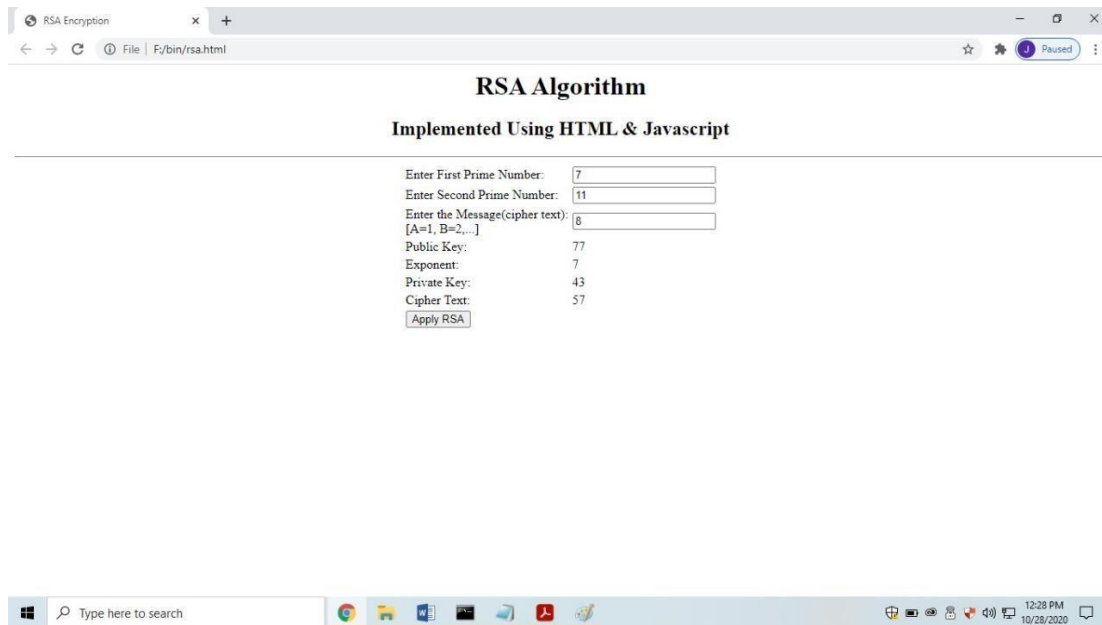 RSA Encryption
File F:/bin/rsa.html
J Paused
RSA Algorithm
Implemented Using HTML & Javascript
Enter First Prime Number: 7
Enter Second Prime Number: 11
Enter the Message(cipher text):
[A=1, B=2,...] 8
Public Key: 77
Exponent: 7
Private Key: 43
Cipher Text: 57
Apply RSA
Type here to search
12:28 PM
10/28/2020